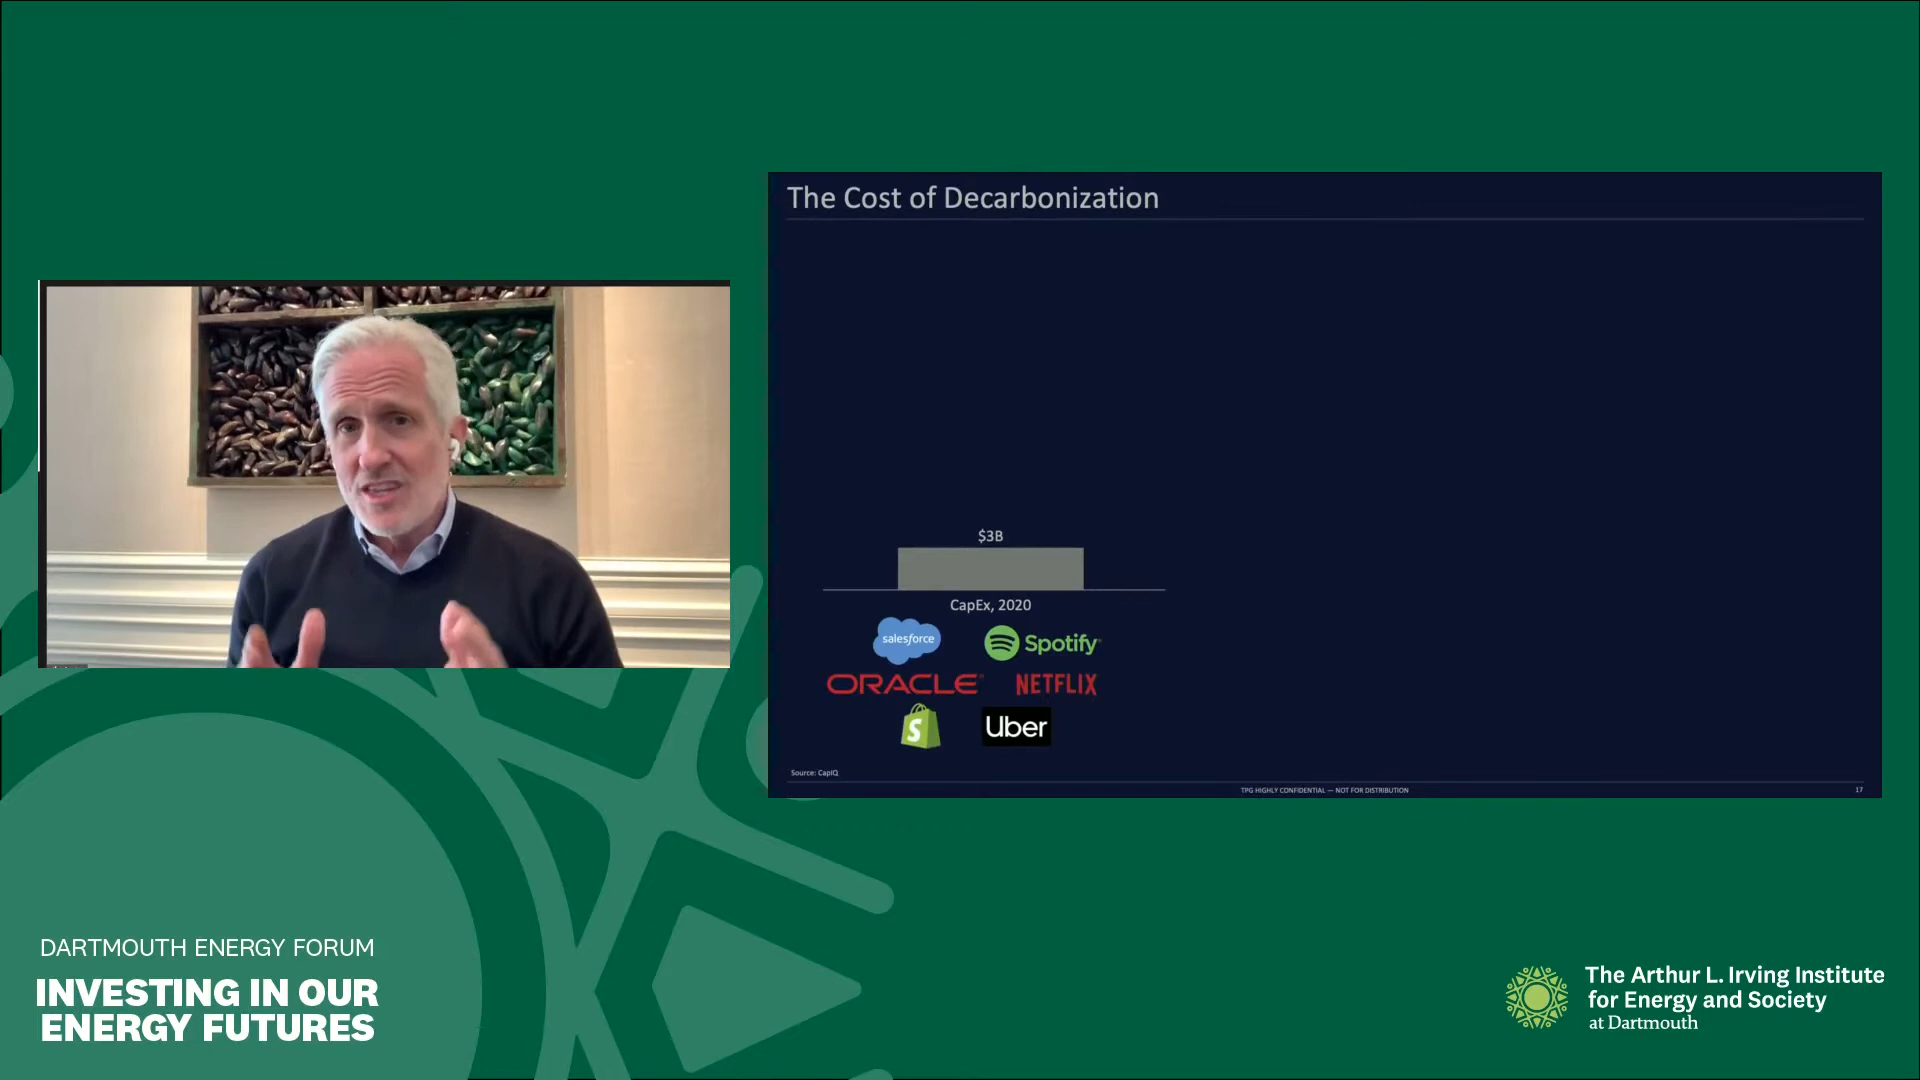 The Cost of Decarbonization
$3B
CapEx, 2020
salesforce
Spotify
ORACLE
NETFLIX
S
Uber
Source: CapIQ
TPG HIGHLY CONFIDENTIAL — NOT FOR DISTRIBUTION
17
DARTMOUTH ENERGY FORUM
INVESTING IN OUR
ENERGY FUTURES
The Arthur L. Irving Institute
for Energy and Society
at Dartmouth